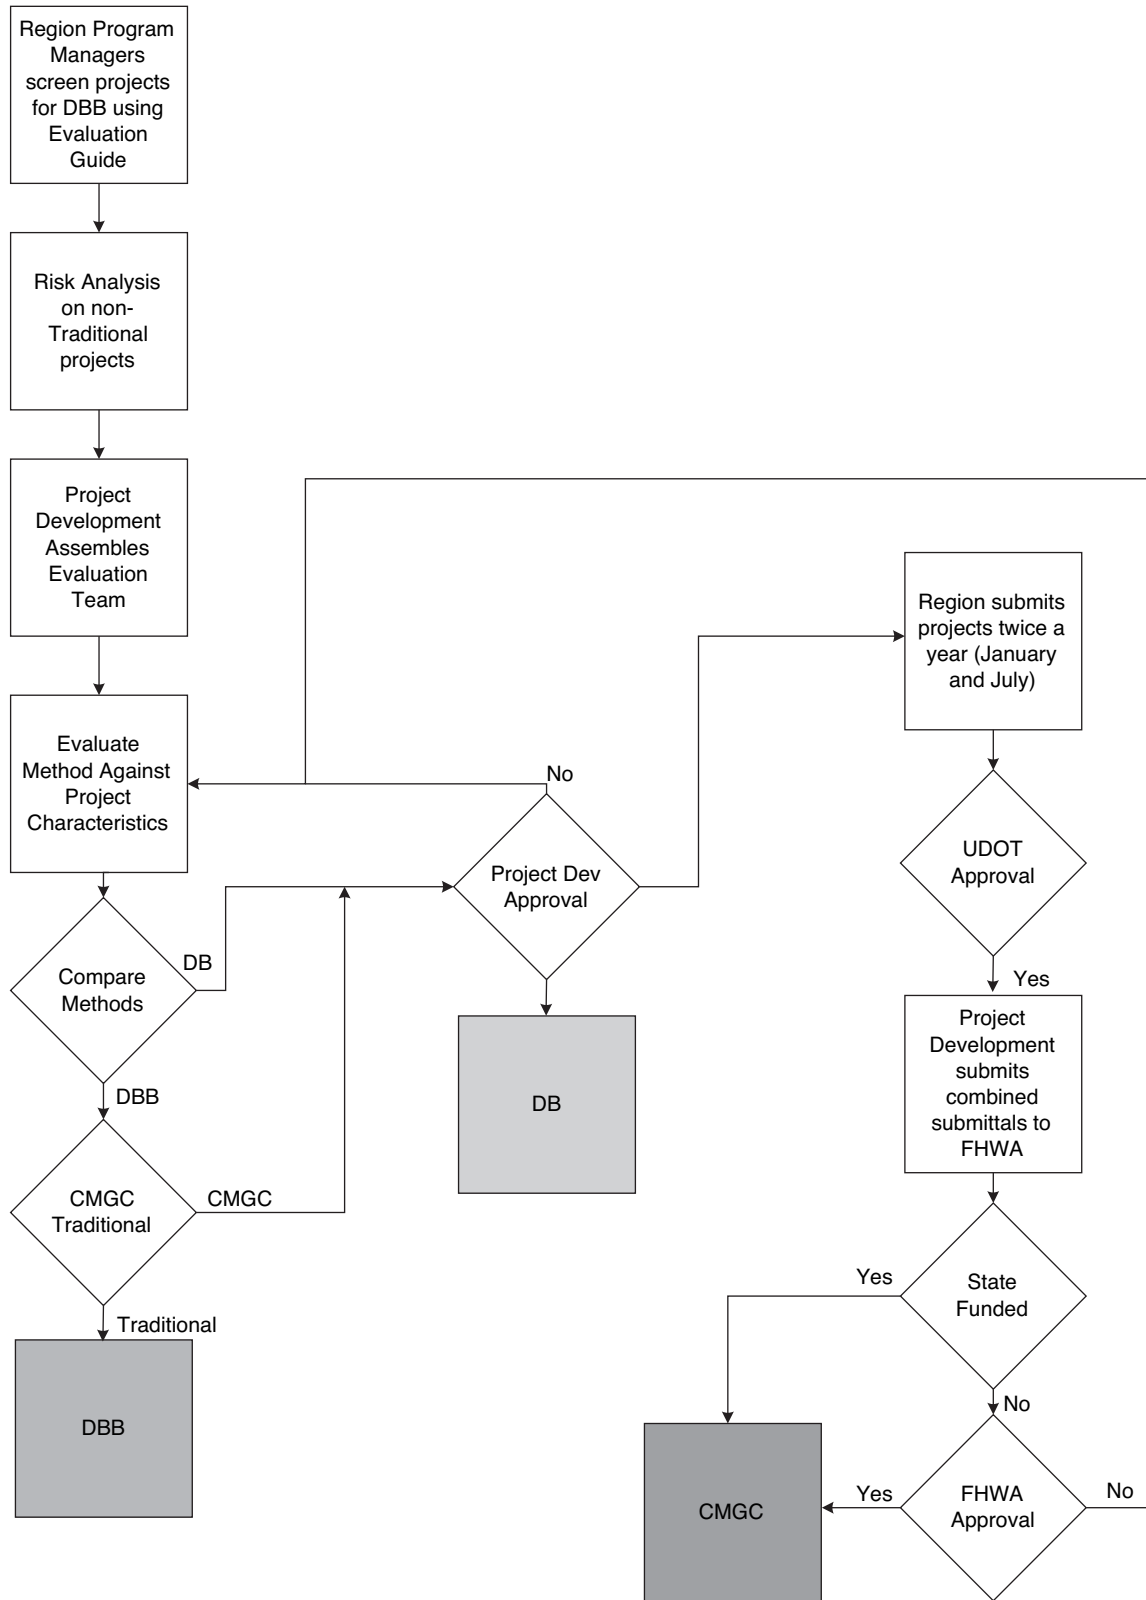 Region Program
Managers
screen projects
for DBB using
Evaluation
Guide
Risk Analysis
on non-
Traditional
projects
Project
Development
Assembles
Evaluation
Team
Evaluate
Method Against
Project
Characteristics
Compare
Methods
DB
DBB
CMGC
Traditional
CMGC
Traditional
DBB
No
Project Dev
Approval
DB
Region submits
projects twice a
year (January
and July)
UDOT
Approval
Yes
Project
Development
submits
combined
submittals to
FHWA
State
Funded
Yes
No
FHWA
Approval
Yes
No
CMGC